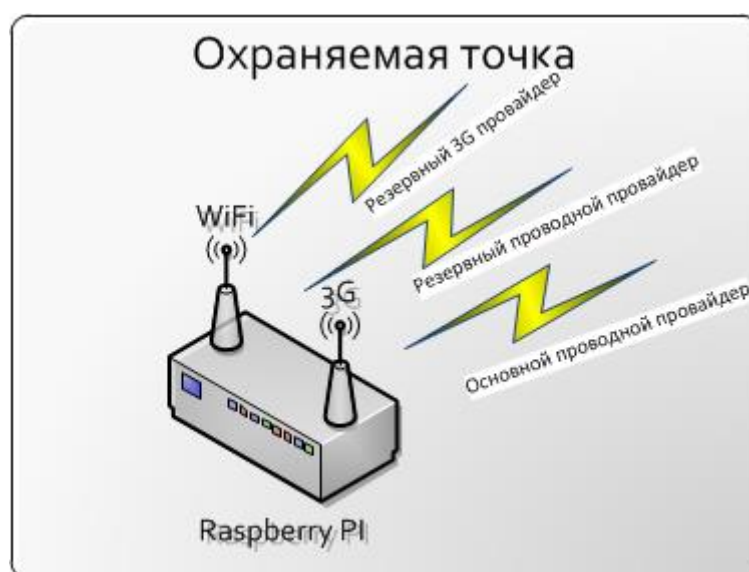 Охраняемая точка
Резервный 3G провайдер
WiFi
Резервный проводной провайдер
3G
Основной проводной провайдер
Raspberry PI